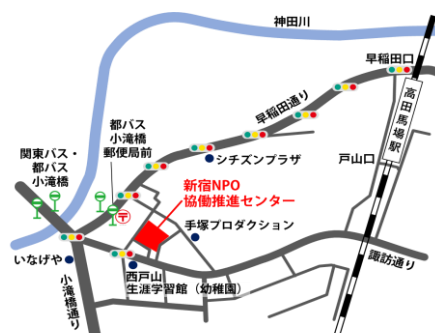 神田川
早稲田口
早稲田通り
高田馬場駅
都バス
小滝橋
郵便局前
関東バス・
都バス
小滝橋
シチズンプラザ
戸山口
新宿NPO
協働推進センター
手塚プロダクション
〒
いなげや
西戸山
生涯学習館（幼稚園）
諏訪通り
小滝橋通り